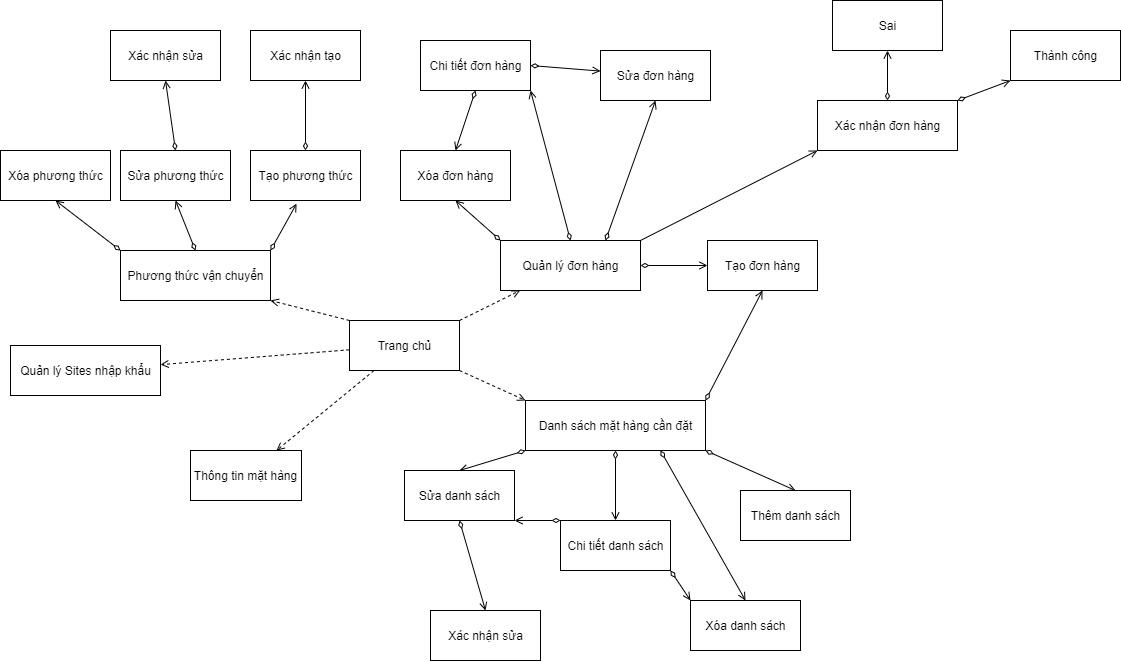 Sai
Xác nhận sửa
Xác nhận tạo
Chi tiết đơn hàng
Sửa đơn hàng
Thành công
Xác nhận đơn hàng
Xóa phương thức
Sửa phương thức
Tạo phương thức
Xóa đơn hàng
Phương thức vận chuyển
Quản lý đơn hàng
Tạo đơn hàng
Trang chủ
Quản lý Sites nhập khẩu
Danh sách mặt hàng cần đặt
Thông tin mặt hàng
Sửa danh sách
Thêm danh sách
Chi tiết danh sách
Xác nhận sửa
Xóa danh sách